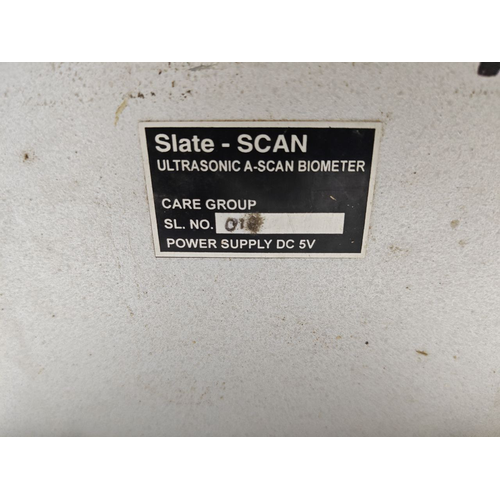 Slate - SCAN
ULTRASONIC A-SCAN BIOMETER
CARE GROUP
SL. NO.
POWER SUPPLY DC 5V